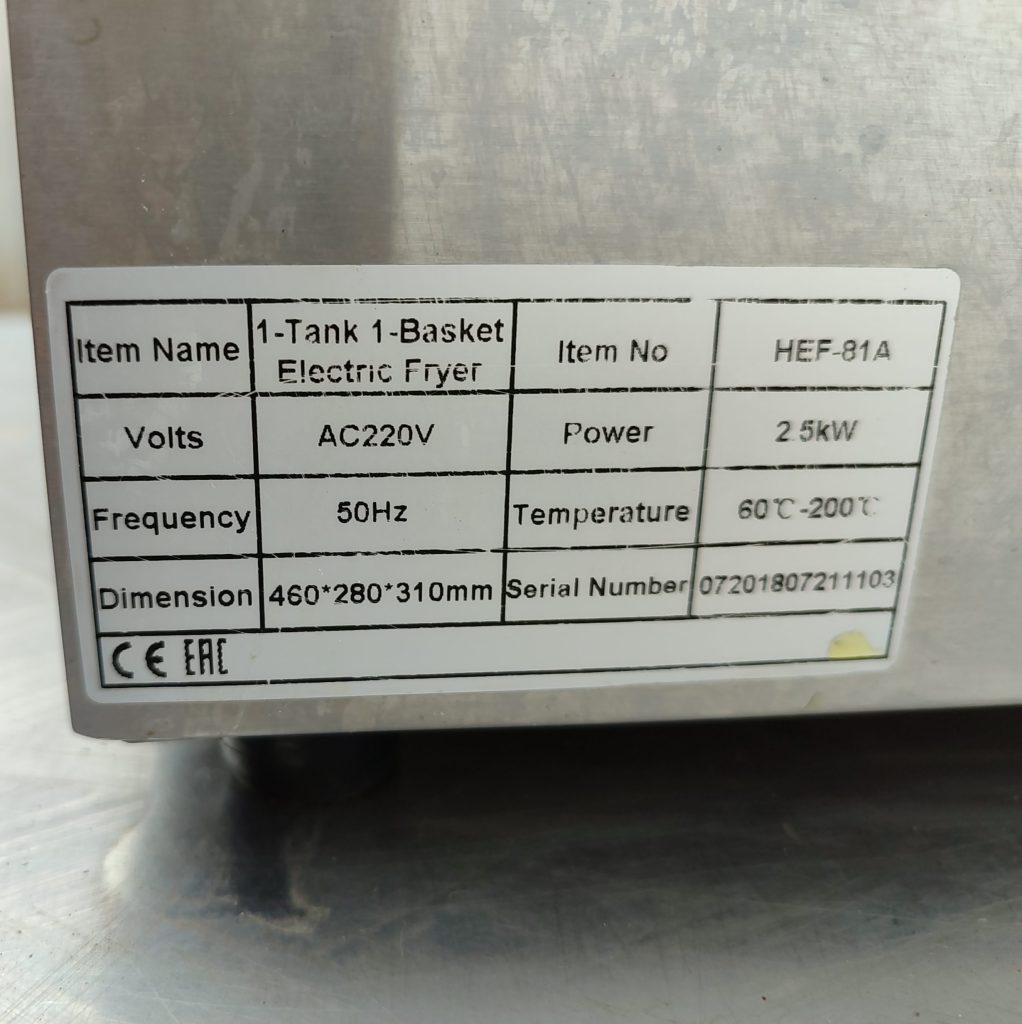 Item Name 1-Tank 1-Basket Electric Fryer Item No HEF-81A
Volts AC220V Power 2.5kW
Frequency 50Hz Temperature 60℃-200℃
Dimension 460*280*310mm Serial Number 07201807211103
CE EAC